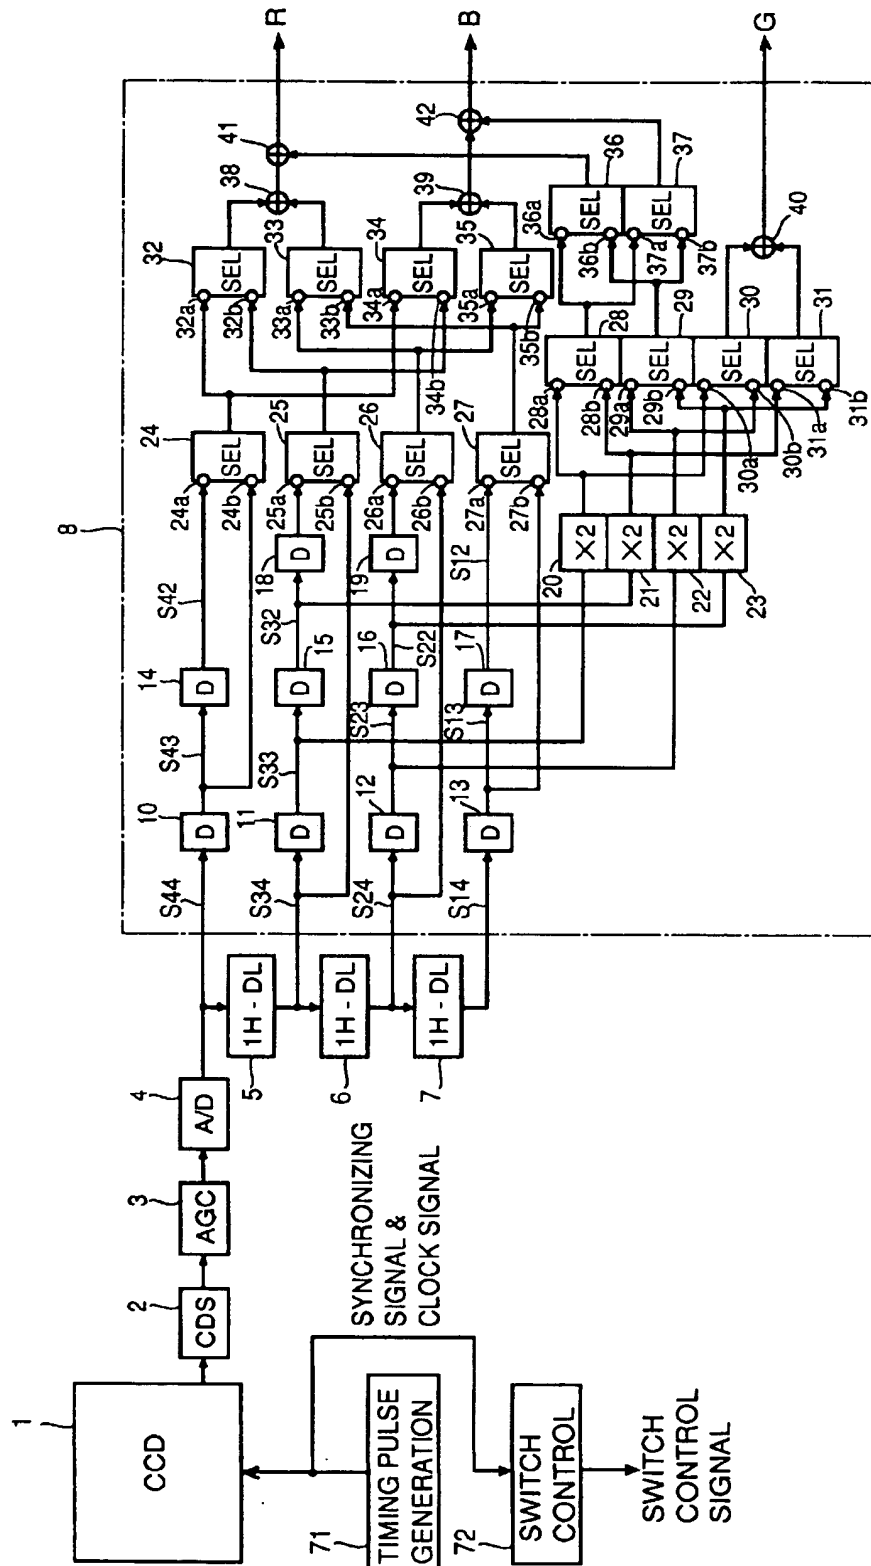 8
R
B
G
41
42
38
39
40
32
33
34
35
36
37
36a
36b
37a
37b
32a
32b
33a
33b
34a
34b
35a
35b
SEL
SEL
SEL
SEL
SEL
SEL
28
29
30
31
28a
28b
29a
29b
30a
30b
31a
31b
SEL
SEL
SEL
SEL
24
25
26
27
24a
24b
25a
25b
26a
26b
27a
27b
SEL
SEL
SEL
SEL
18
D
19
D
S12
20
21
22
23
X2
X2
X2
X2
S42
S32
S22
14
D
15
D
16
D
17
D
S43
S33
S23
S13
10
D
11
D
12
D
13
D
S44
S34
S24
S14
1H - DL
5
1H - DL
6
1H - DL
7
4
A/D
3
AGC
2
CDS
1
CCD
SYNCHRONIZING
SIGNAL &
CLOCK SIGNAL
71
TIMING PULSE
GENERATION
72
SWITCH
CONTROL
SWITCH
CONTROL
SIGNAL